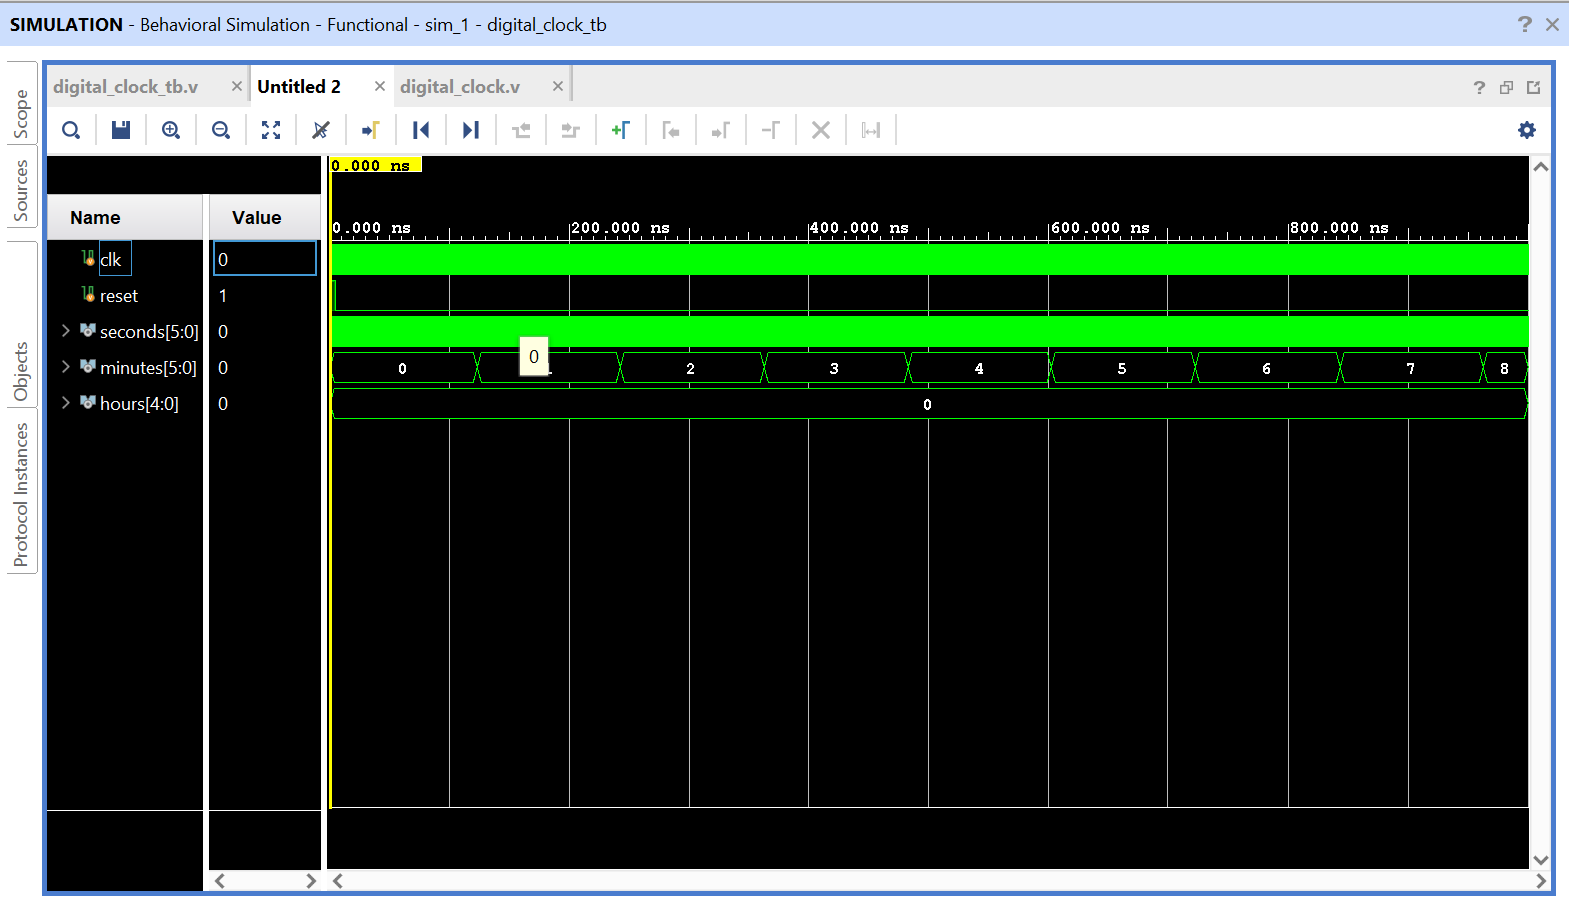 SIMULATION - Behavioral Simulation - Functional - sim_1 - digital_clock_tb ? ×
digital_clock_tb.v × Untitled 2 × digital_clock.v × ?
Scope
Sources
Objects
Protocol Instances
0.000 ns
Name Value
0.000 ns 200.000 ns 400.000 ns 600.000 ns 800.000 ns
clk 0
reset 1
seconds[5:0] 0
minutes[5:0] 0 0 0 2 3 4 5 6 7 8
hours[4:0] 0 0